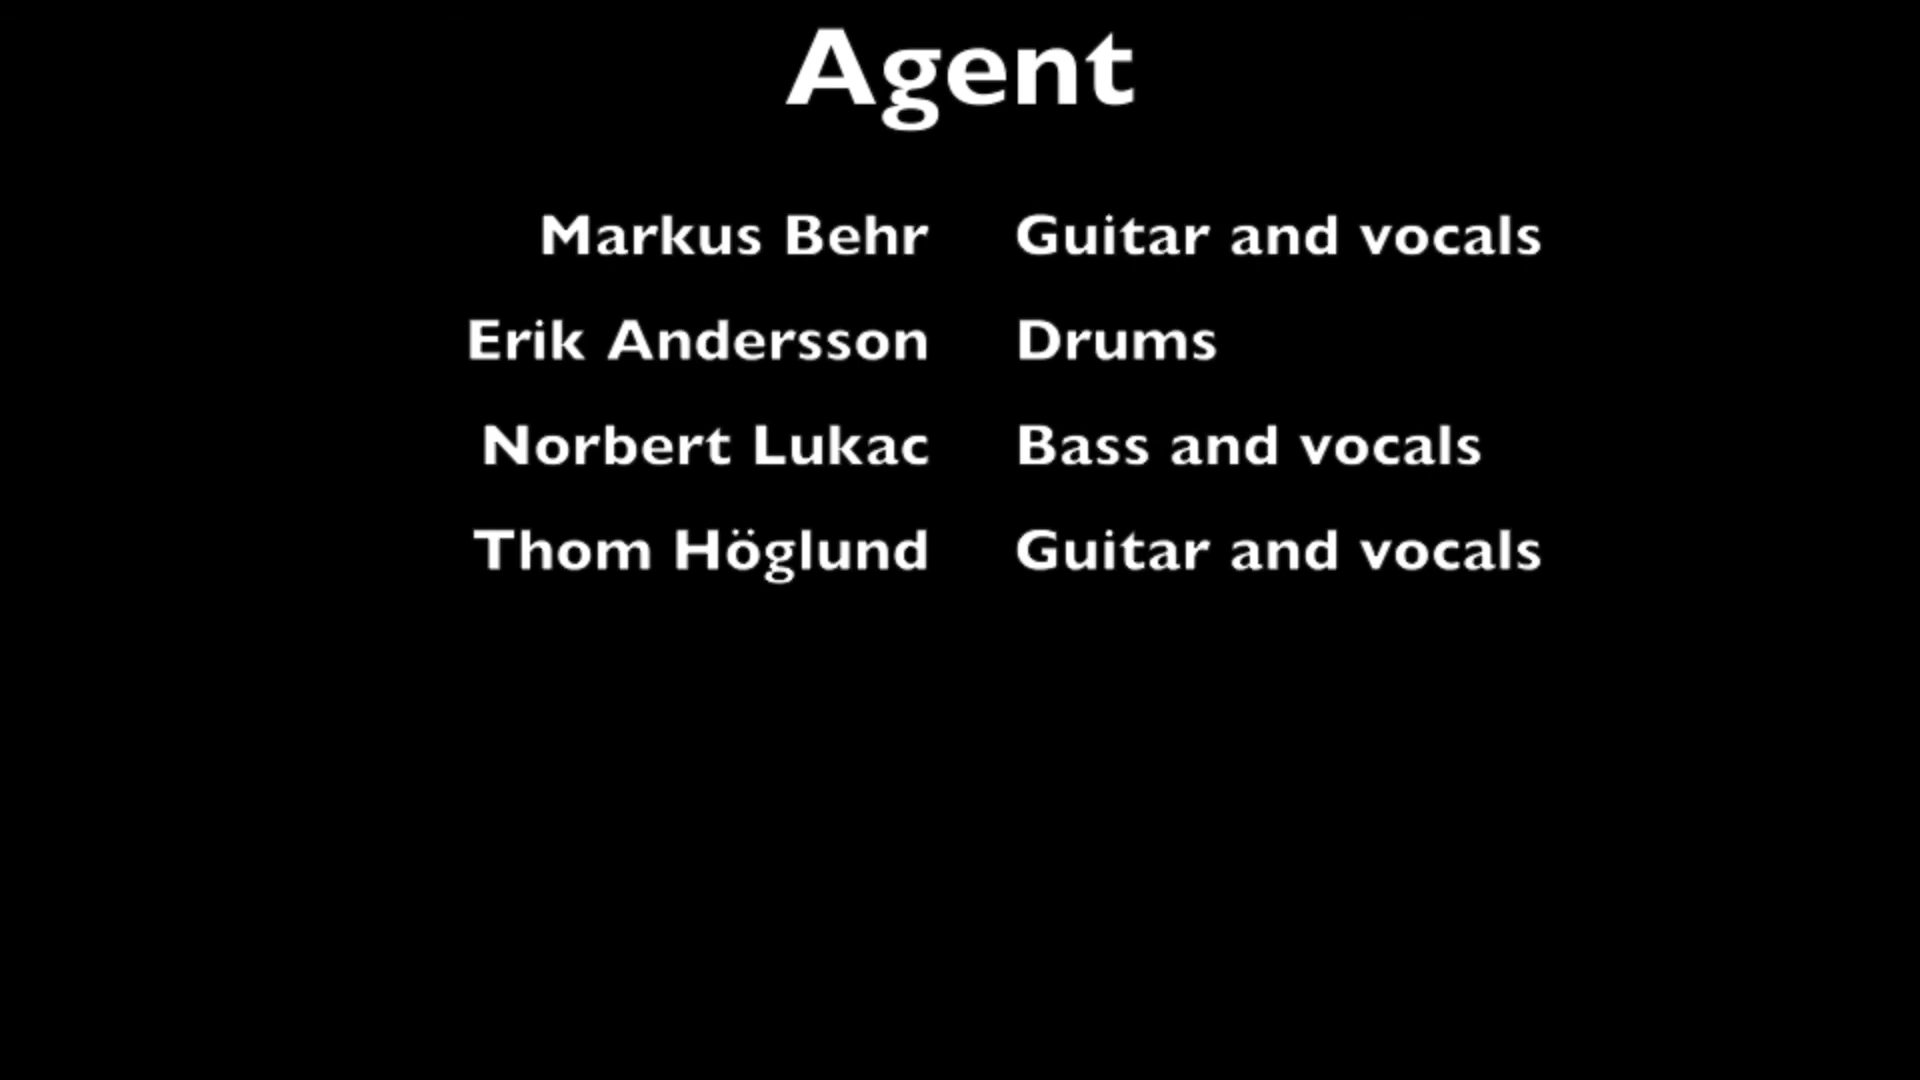 Agent
Markus Behr Guitar and vocals
Erik Andersson Drums
Norbert Lukac Bass and vocals
Thom Höglund Guitar and vocals